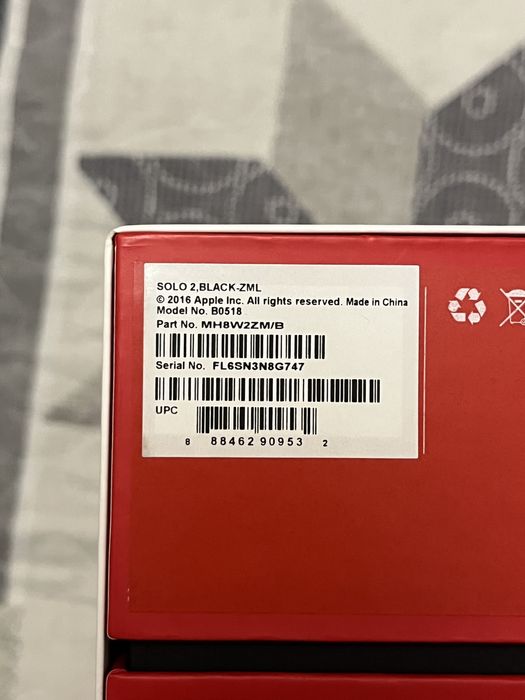 SOLO 2,BLACK-ZML
© 2016 Apple Inc. All rights reserved. Made in China
Model No. B0518
Part No. MH8W2ZM/B
Serial No. FL6SN3N8G747
UPC
8 88462 90953 2